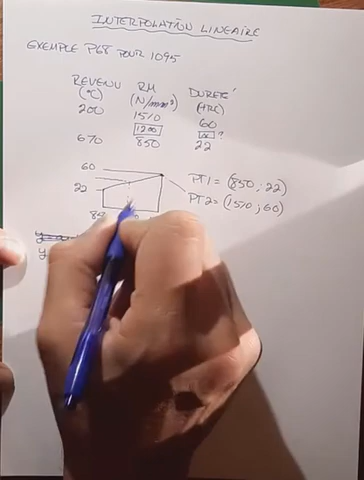 INTERPOLATION LINEAIRE
EXEMPLE P68 POUR 1095
REVENU RM DURETE'
(°C) (N/mm²) (HRC)
200 1510 60
1200 ?
670 850 22
60
22
PT1 = (850 ; 22)
PT2 = (1510 ; 60)